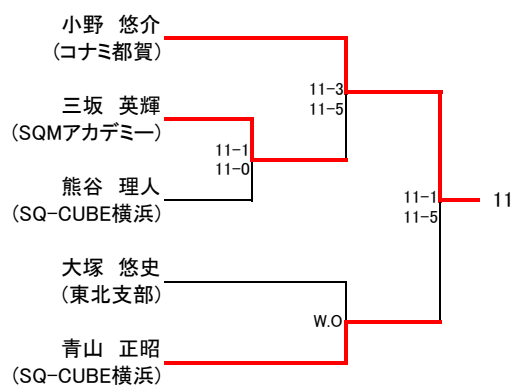 小野　悠介
(コナミ都賀)
11-3
11-5
三坂　英輝
(SQMアカデミー)
11-1
11-0
熊谷　理人
(SQ-CUBE横浜)
11-1
11-5
11
大塚　悠史
(東北支部)
W.O
青山　正昭
(SQ-CUBE横浜)